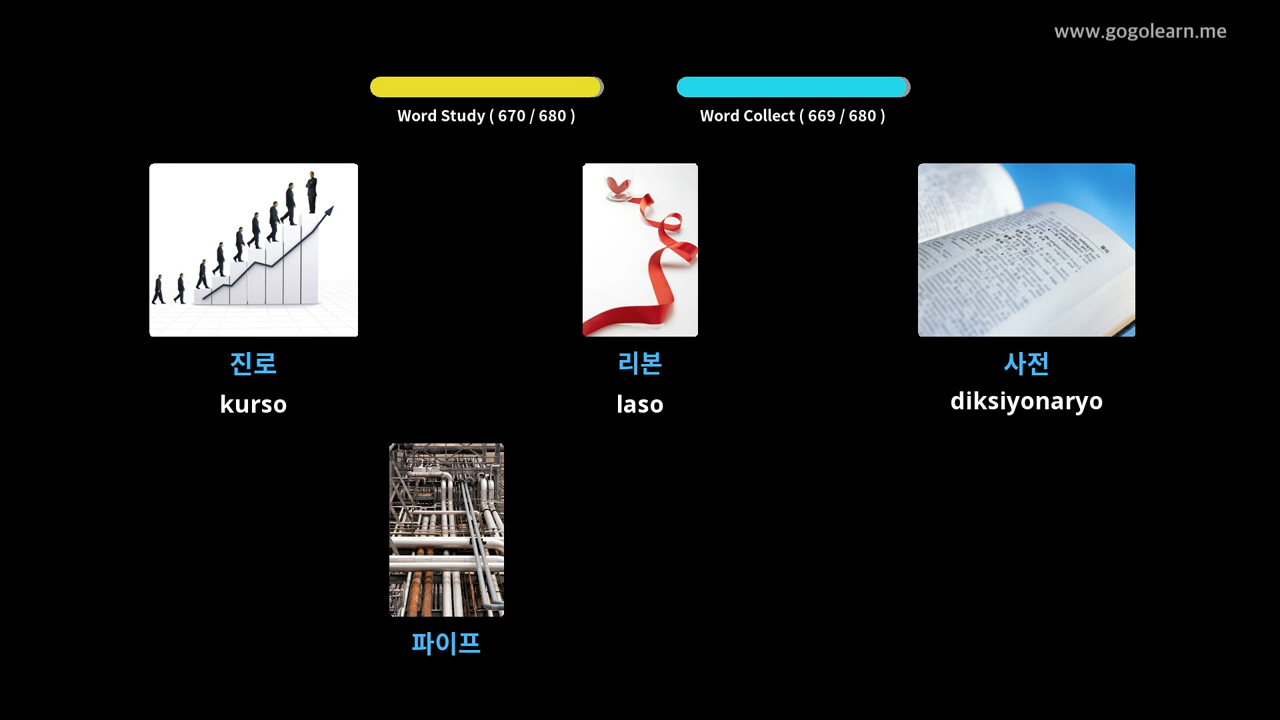 www.gogolearn.me
Word Study ( 670 / 680 )
Word Collect ( 669 / 680 )
진로
리본
사전
kurso
laso
diksiyonaryo
파이프